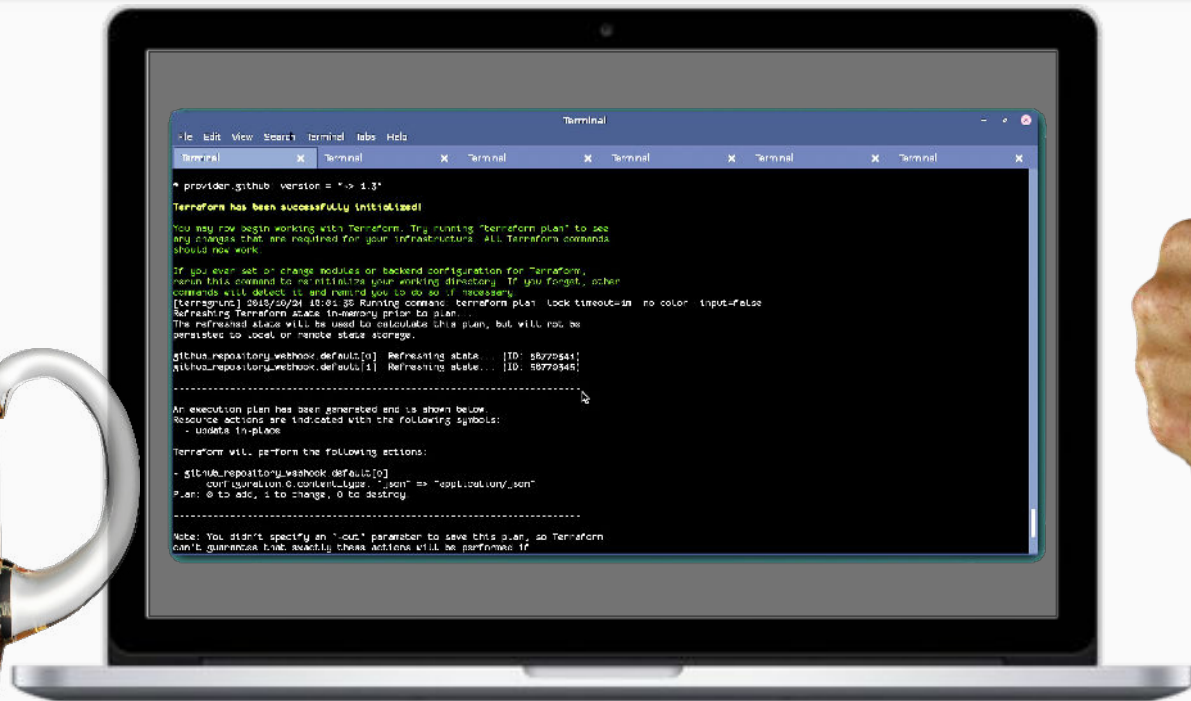 Terminal
File Edit View Search Terminal Tabs Help
Terminal × Terminal × Terminal × Terminal × Terminal × Terminal ×
* provider.github: version = "~> 1.3"
Terraform has been successfully initialized!
You may now begin working with Terraform. Try running "terraform plan" to see
any changes that are required for your infrastructure. All Terraform commands
should now work.
If you ever set or change modules or backend configuration for Terraform,
rerun this command to reinitialize your working directory. If you forget, other
commands will detect it and remind you to do so if necessary.
[terragrunt] Running command: terraform plan -lock-timeout=1m -no-color -input=false
Refreshing Terraform state in-memory prior to plan...
The refreshed state will be used to calculate this plan, but will not be
persisted to local or remote state storage.
github_repository_webhook.default[0]: Refreshing state... (ID:
github_repository_webhook.default[1]: Refreshing state... (ID:
------------------------------------------------------------------------
An execution plan has been generated and is shown below.
Resource actions are indicated with the following symbols:
~ update in-place
Terraform will perform the following actions:
~ github_repository_webhook.default[0]
configuration.0.content_type: "json" => "application/json"
Plan: 0 to add, 1 to change, 0 to destroy.
------------------------------------------------------------------------
Note: You didn't specify an "-out" parameter to save this plan, so Terraform
can't guarantee that exactly these actions will be performed if